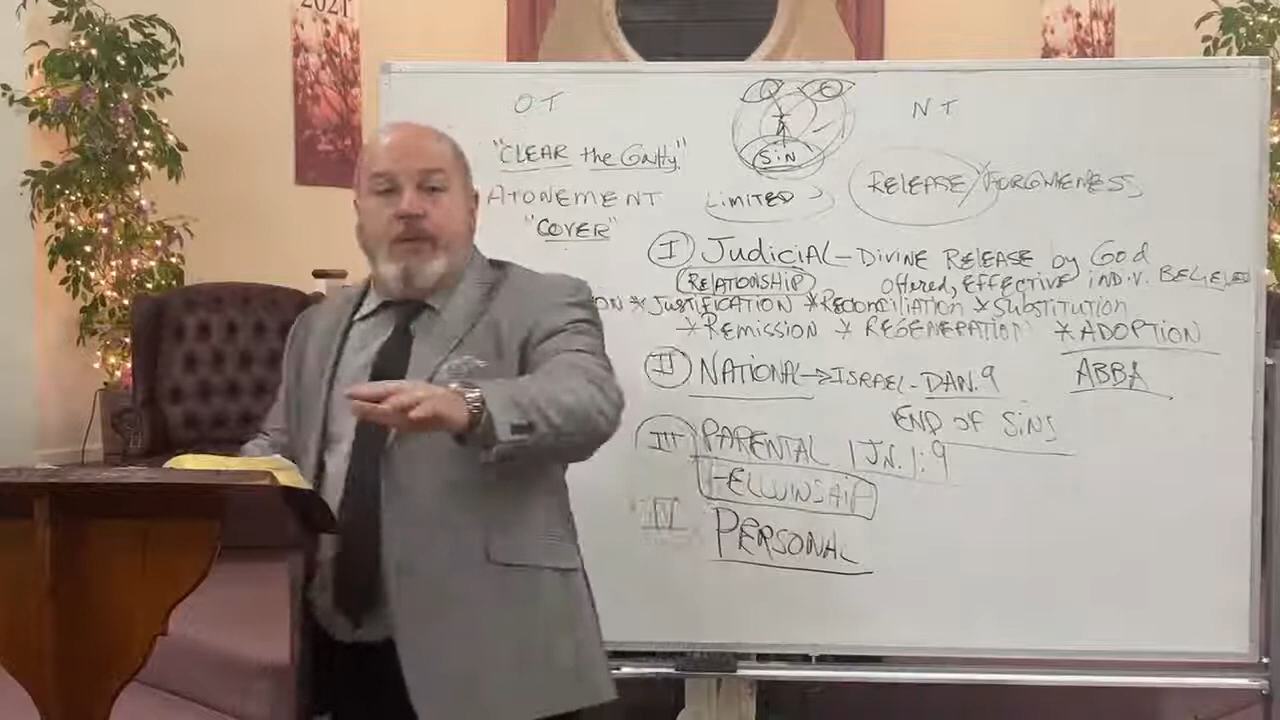 2021
OT
NT
SIN
"CLEAR the Guilty"
ATONEMENT
"COVER"
LIMITED
RELEASE/FORGIVENESS
I JUDICIAL - DIVINE RELEASE by God
RELATIONSHIP
offered, EFFECTIVE INDIV. BELIEVED
ON * JUSTIFICATION * RECONCILIATION * SUBSTITUTION
* REMISSION * REGENERATION * ADOPTION
II NATIONAL → ISRAEL - DAN. 9
ABBA
END OF SINS
III PARENTAL 1 JN. 1:9
IV
PERSONAL